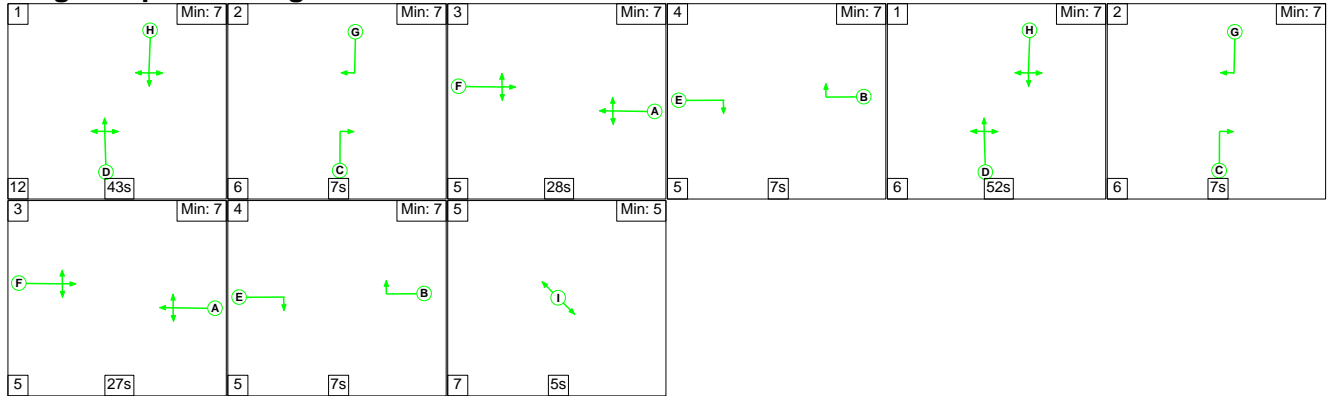 1 Min: 7 2 Min: 7 3 Min: 7 4 Min: 7 1 Min: 7 2 Min: 7
H G H G
F E B
A
D C D C
12 43s 6 7s 5 28s 5 7s 6 52s 6 7s
3 Min: 7 4 Min: 7 5 Min: 5
F E B I
A
5 27s 5 7s 7 5s